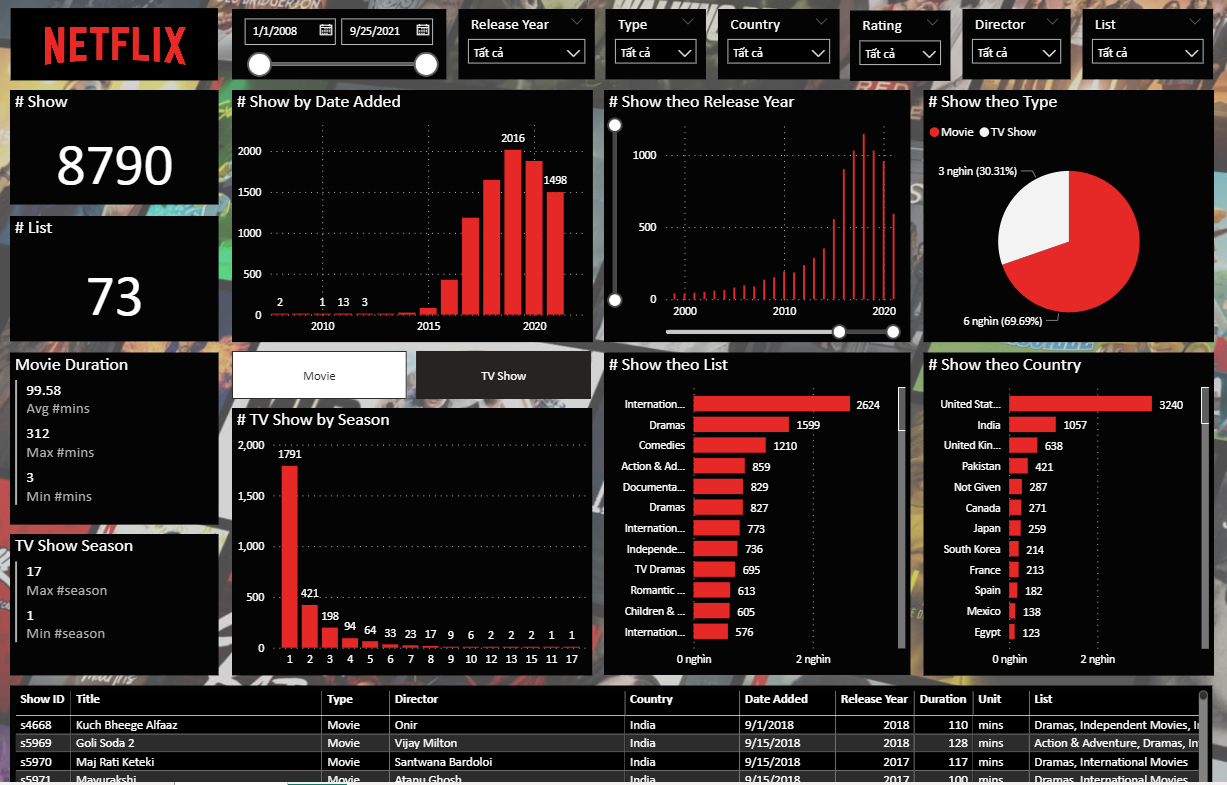 NETFLIX
1/1/2008
9/25/2021
Release Year
Tất cả
Type
Tất cả
Country
Tất cả
Rating
Tất cả
Director
Tất cả
List
Tất cả
# Show
8790
# List
73
Movie Duration
99.58
Avg #mins
312
Max #mins
3
Min #mins
TV Show Season
17
Max #season
1
Min #season
# Show by Date Added
2000
1500
1000
500
0
2
1
13
3
2016
1498
2010
2015
2020
# Show theo Release Year
1000
500
0
2000
2010
2020
# Show theo Type
Movie
TV Show
3 nghìn (30.31%)
6 nghìn (69.69%)
Movie
TV Show
# TV Show by Season
2,000
1,500
1,000
500
0
1791
421
198
94
64
33
23
17
9
6
2
2
2
1
1
1 2 3 4 5 6 7 8 9 10 12 13 15 11 17
# Show theo List
Internation... 2624
Dramas 1599
Comedies 1210
Action & Ad... 859
Documenta... 829
Dramas 827
Internation... 773
Independe... 736
TV Dramas 695
Romantic ... 613
Children & ... 605
Internation... 576
0 nghìn 2 nghìn
# Show theo Country
United Stat... 3240
India 1057
United Kin... 638
Pakistan 421
Not Given 287
Canada 271
Japan 259
South Korea 214
France 213
Spain 182
Mexico 138
Egypt 123
0 nghìn 2 nghìn
Show ID Title Type Director Country Date Added Release Year Duration Unit List
s4668 Kuch Bheege Alfaaz Movie Onir India 9/1/2018 2018 110 mins Dramas, Independent Movies,
s5969 Goli Soda 2 Movie Vijay Milton India 9/15/2018 2018 128 mins Action & Adventure, Dramas,
s5970 Maj Rati Keteki Movie Santwana Bardoloi India 9/15/2018 2017 117 mins Dramas, International Movies
s5971 Mayurakshi Movie Atanu Ghosh India 9/15/2018 2017 100 mins Dramas, International Movies